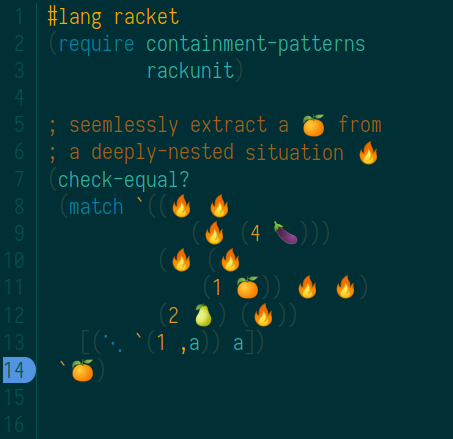 1 #lang racket
2 (require containment-patterns
3 rackunit)
4
5 ; seemlessly extract a 🍊 from
6 ; a deeply-nested situation 🔥
7 (check-equal?
8 (match `((🔥 🔥
9 (🔥 (4 🍆)))
10 (🔥 (🔥
11 (1 🍊)) 🔥 🔥)
12 (2 🍐) (🔥))
13 [(⋱ `(1 ,a)) a])
14 `🍊)
15
16